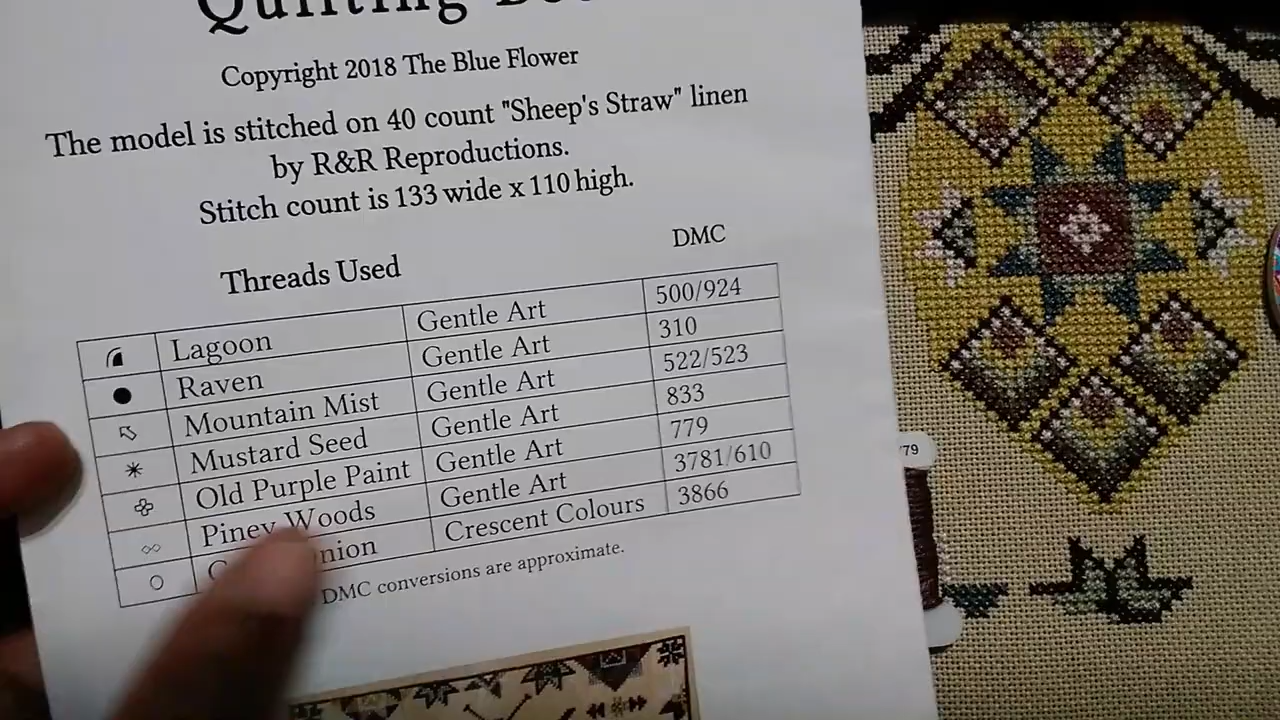 Quilting
Copyright 2018 The Blue Flower
The model is stitched on 40 count "Sheep's Straw" linen
by R&R Reproductions.
Stitch count is 133 wide x 110 high.
DMC
Threads Used
Lagoon Gentle Art 500/924
Raven Gentle Art 310
Mountain Mist Gentle Art 522/523
Mustard Seed Gentle Art 833
Old Purple Paint Gentle Art 779
Piney Woods Gentle Art 3781/610
Crescent Colours 3866
DMC conversions are approximate.
79